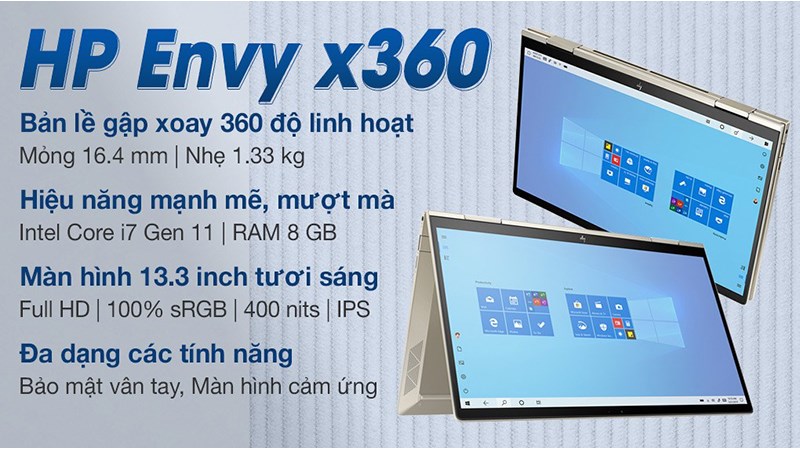 HP Envy x360
Bản lề gập xoay 360 độ linh hoạt
Mỏng 16.4 mm | Nhẹ 1.33 kg
Hiệu năng mạnh mẽ, mượt mà
Intel Core i7 Gen 11 | RAM 8 GB
Màn hình 13.3 inch tươi sáng
Full HD | 100% sRGB | 400 nits | IPS
Đa dạng các tính năng
Bảo mật vân tay, Màn hình cảm ứng